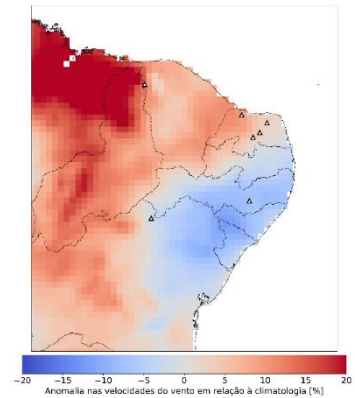 −20 −15 −10 −5 0 5 10 15 20
Anomalia nas velocidades do vento em relação à climatologia [%]